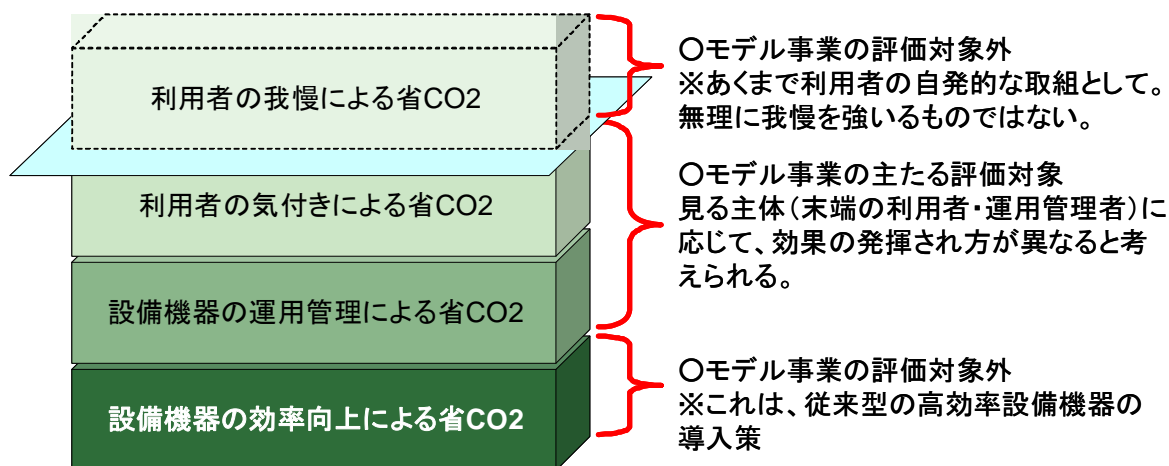 利用者の我慢による省CO2
利用者の気付きによる省CO2
設備機器の運用管理による省CO2
設備機器の効率向上による省CO2
○モデル事業の評価対象外
※あくまで利用者の自発的な取組として。
無理に我慢を強いるものではない。
○モデル事業の主たる評価対象
見る主体(末端の利用者・運用管理者)に
応じて、効果の発揮され方が異なると考
えられる。
○モデル事業の評価対象外
※これは、従来型の高効率設備機器の
導入策